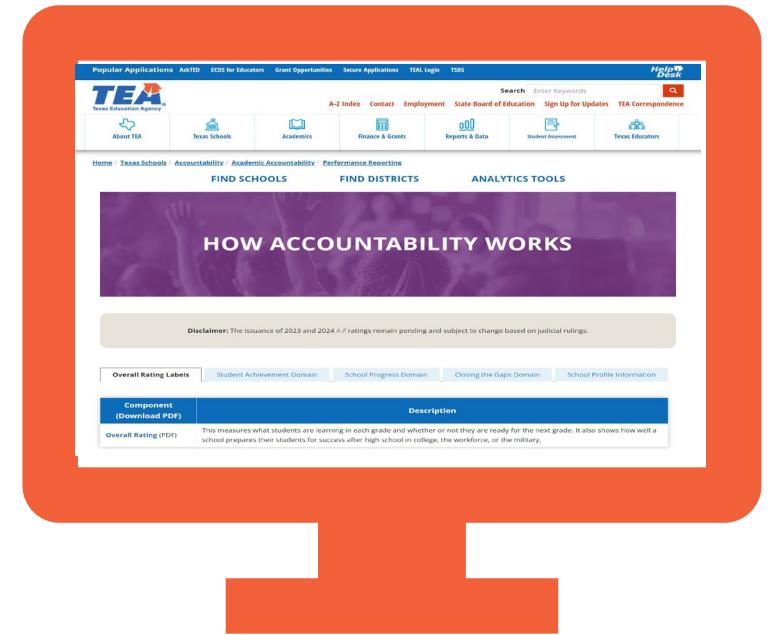 Popular Applications AskTED ECOS for Educators Grant Opportunities Secure Applications TEAL Login TSDS Help Desk
TEA
Texas Education Agency
Search Enter Keywords
A-Z Index Contact Employment State Board of Education Sign Up for Updates TEA Correspondence
About TEA Texas Schools Academics Finance & Grants Reports & Data Student Assessment Texas Educators
Home / Texas Schools / Accountability / Academic Accountability / Performance Reporting
FIND SCHOOLS FIND DISTRICTS ANALYTICS TOOLS
HOW ACCOUNTABILITY WORKS
Disclaimer: The issuance of 2023 and 2024 A-F ratings remain pending and subject to change based on judicial rulings.
Overall Rating Labels Student Achievement Domain School Progress Domain Closing the Gaps Domain School Profile Information
Component
(Download PDF)
Description
Overall Rating (PDF)
This measures what students are learning in each grade and whether or not they are ready for the next grade. It also shows how well a
school prepares their students for success after high school in college, the workforce, or the military.